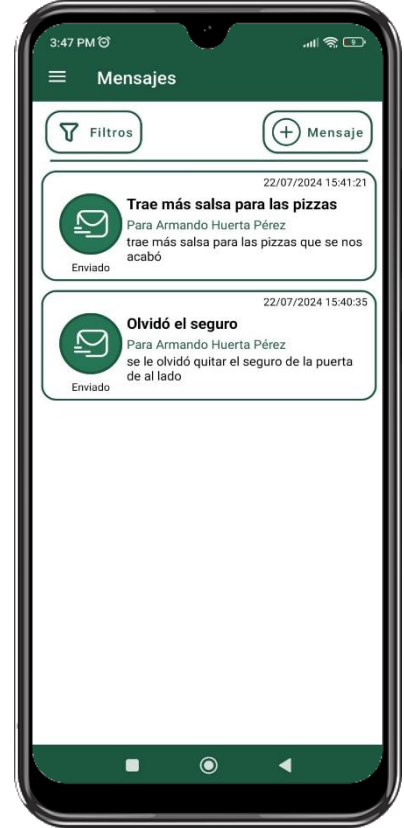 3:47 PM
9
Mensajes
Filtros
Mensaje
22/07/2024 15:41:21
Trae más salsa para las pizzas
Para Armando Huerta Pérez
trae más salsa para las pizzas que se nos
acabó
Enviado
22/07/2024 15:40:35
Olvidó el seguro
Para Armando Huerta Pérez
se le olvidó quitar el seguro de la puerta
de al lado
Enviado